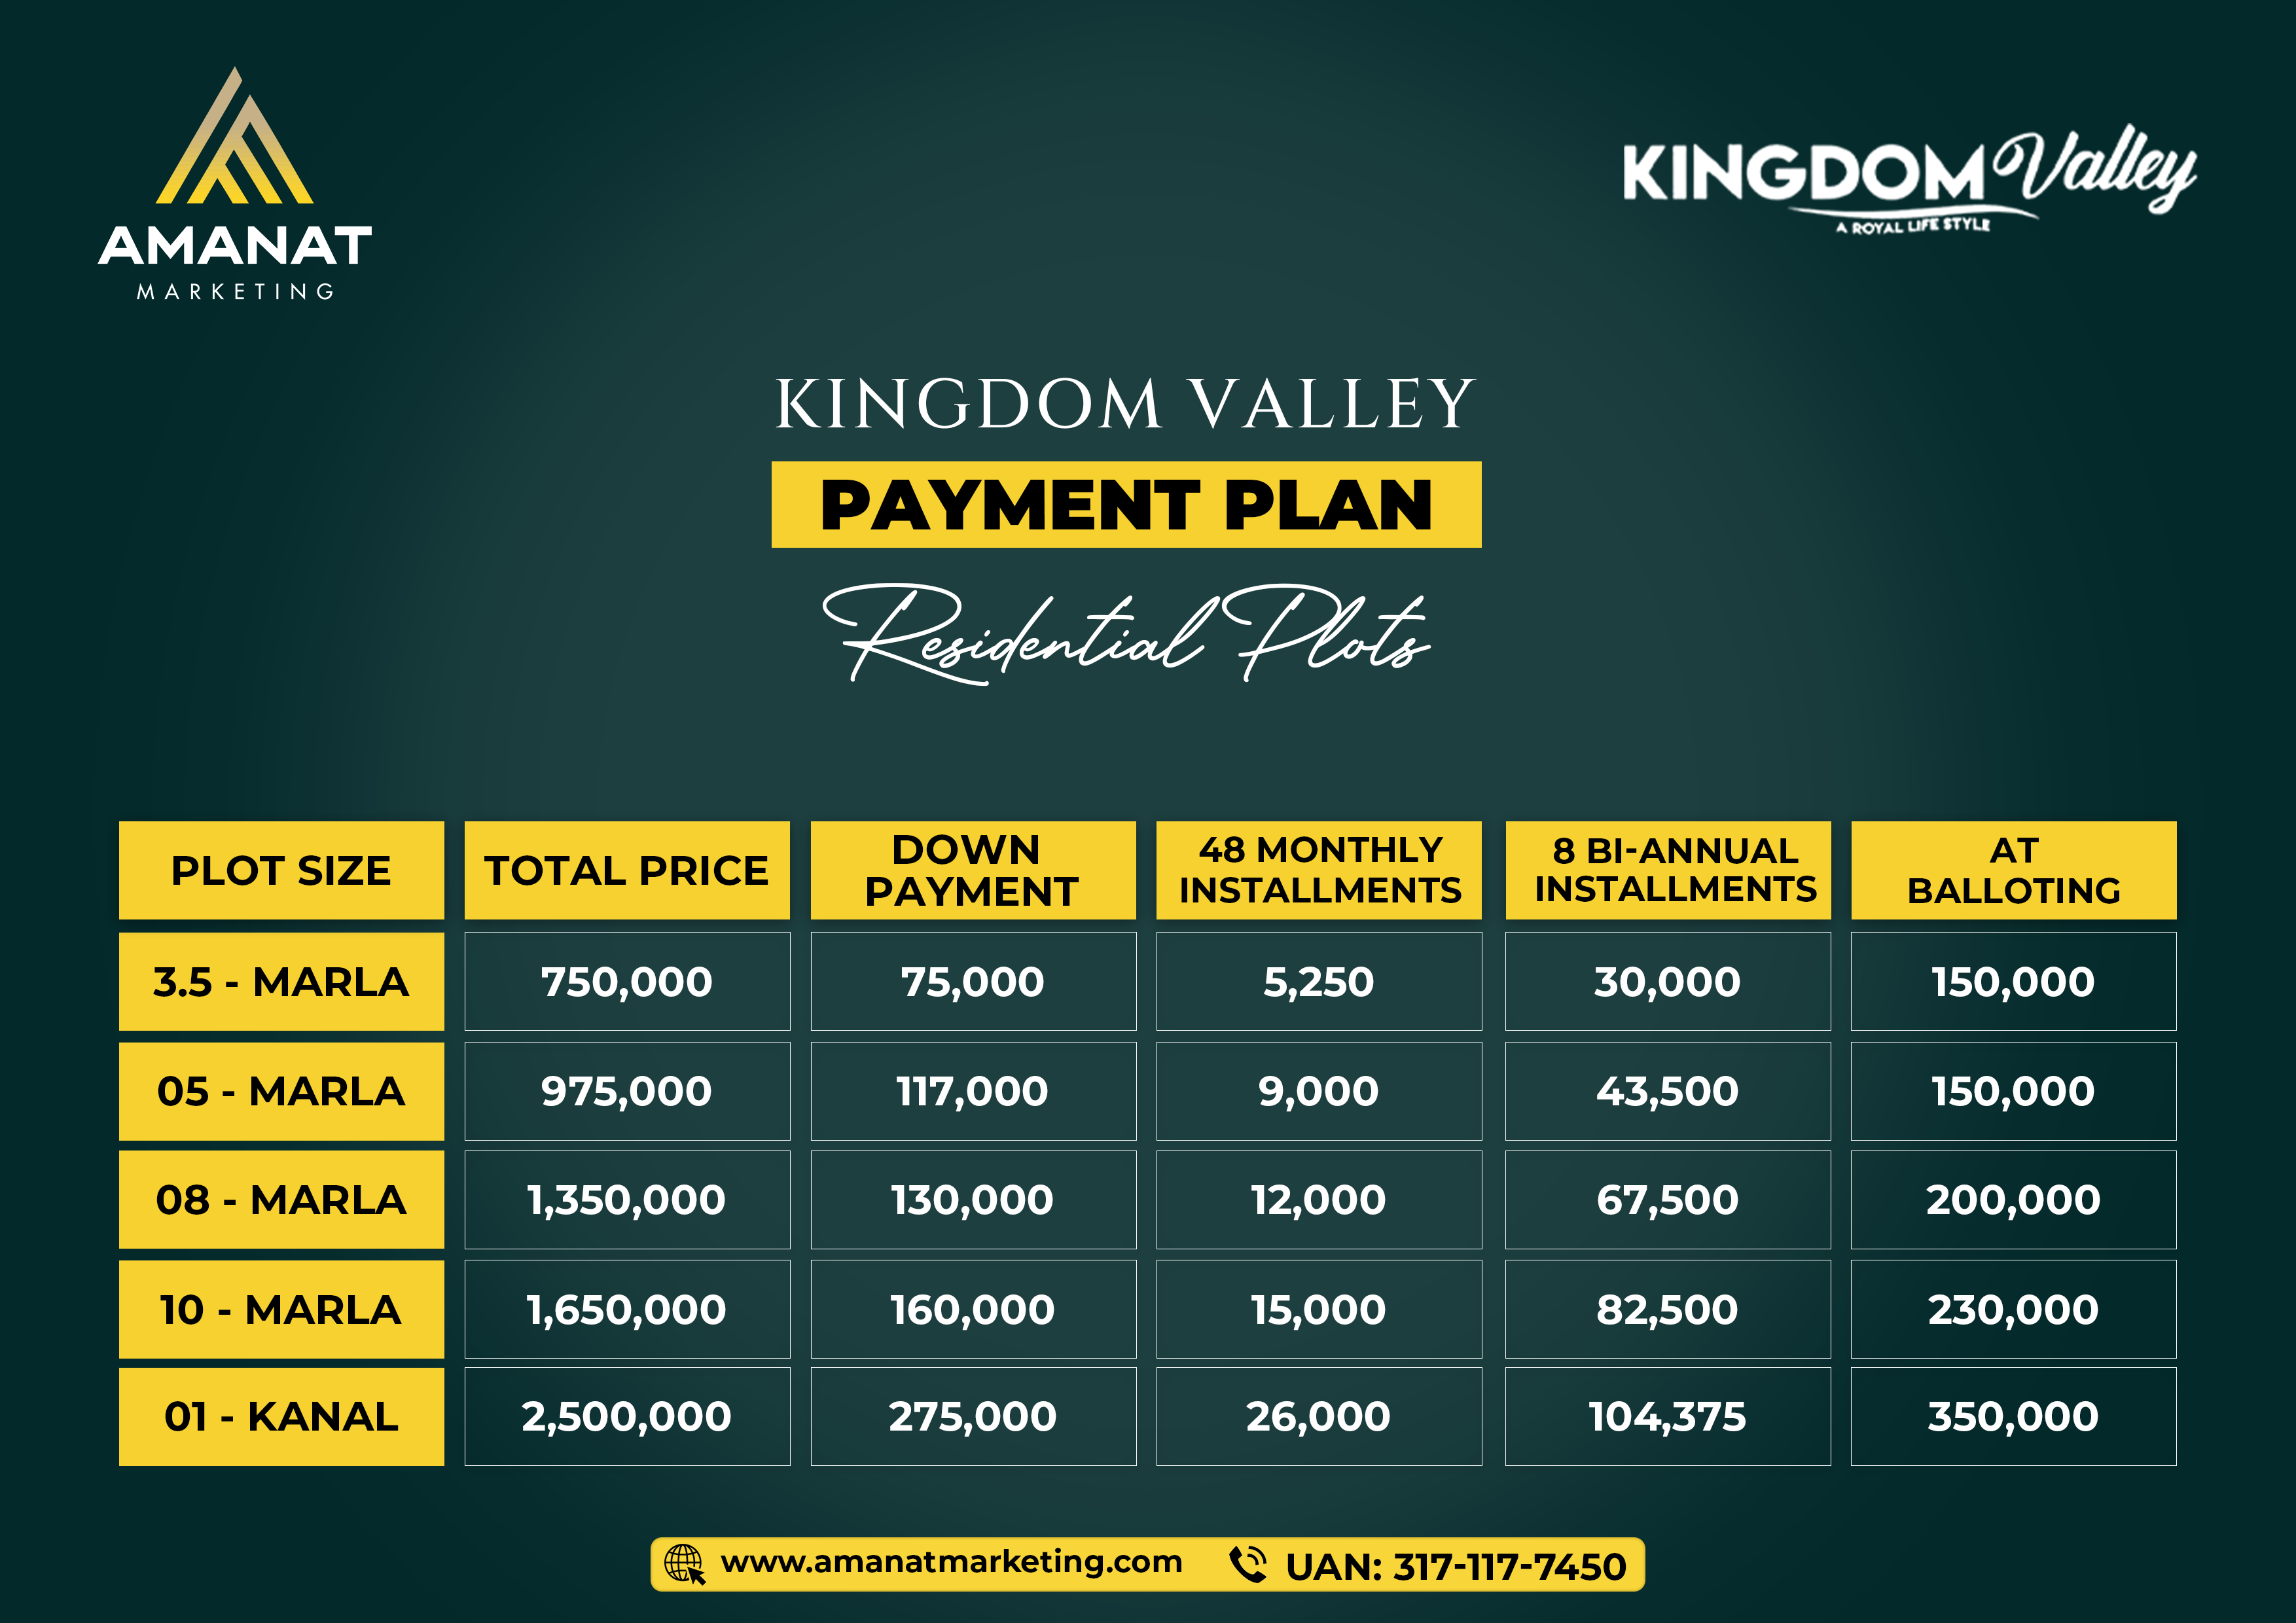 AMANAT
MARKETING
KINGDOM Valley
A ROYAL LIFE STYLE
KINGDOM VALLEY
PAYMENT PLAN
Residential Plots
PLOT SIZE TOTAL PRICE DOWN PAYMENT 48 MONTHLY INSTALLMENTS 8 BI-ANNUAL INSTALLMENTS AT BALLOTING
3.5 - MARLA 750,000 75,000 5,250 30,000 150,000
05 - MARLA 975,000 117,000 9,000 43,500 150,000
08 - MARLA 1,350,000 130,000 12,000 67,500 200,000
10 - MARLA 1,650,000 160,000 15,000 82,500 230,000
01 - KANAL 2,500,000 275,000 26,000 104,375 350,000
www.amanatmarketing.com UAN: 317-117-7450